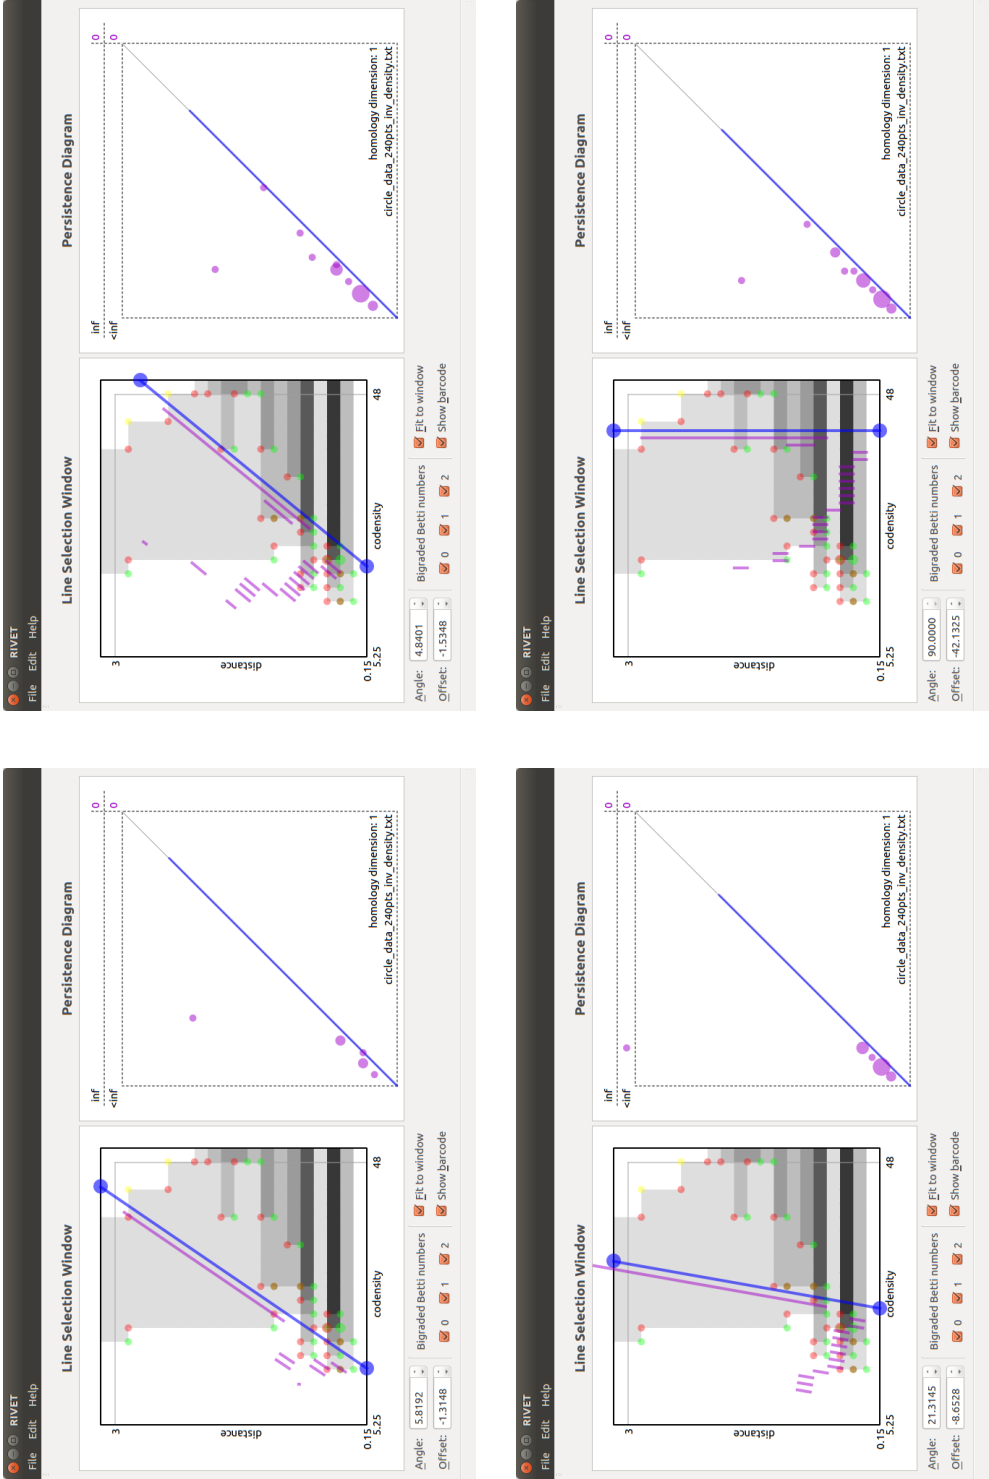 RIVET
File Edit Help
Line Selection Window
3
distance
0.15
5.25
codensity
48
Angle: 5.8192
Offset: -1.3148
Bigraded Betti numbers
0 1 2
Fit to window
Show barcode
Persistence Diagram
inf 0
<inf 0
homology dimension: 1
circle_data_240pts_inv_density.txt
RIVET
File Edit Help
Line Selection Window
3
distance
0.15
5.25
codensity
48
Angle: 4.8401
Offset: -1.5348
Bigraded Betti numbers
0 1 2
Fit to window
Show barcode
Persistence Diagram
inf 0
<inf 0
homology dimension: 1
circle_data_240pts_inv_density.txt
RIVET
File Edit Help
Line Selection Window
3
distance
0.15
5.25
codensity
48
Angle: 21.3145
Offset: -8.6528
Bigraded Betti numbers
0 1 2
Fit to window
Show barcode
Persistence Diagram
inf 0
<inf 0
homology dimension: 1
circle_data_240pts_inv_density.txt
RIVET
File Edit Help
Line Selection Window
3
distance
0.15
5.25
codensity
48
Angle: 90.0000
Offset: -42.1325
Bigraded Betti numbers
0 1 2
Fit to window
Show barcode
Persistence Diagram
inf 0
<inf 0
homology dimension: 1
circle_data_240pts_inv_density.txt